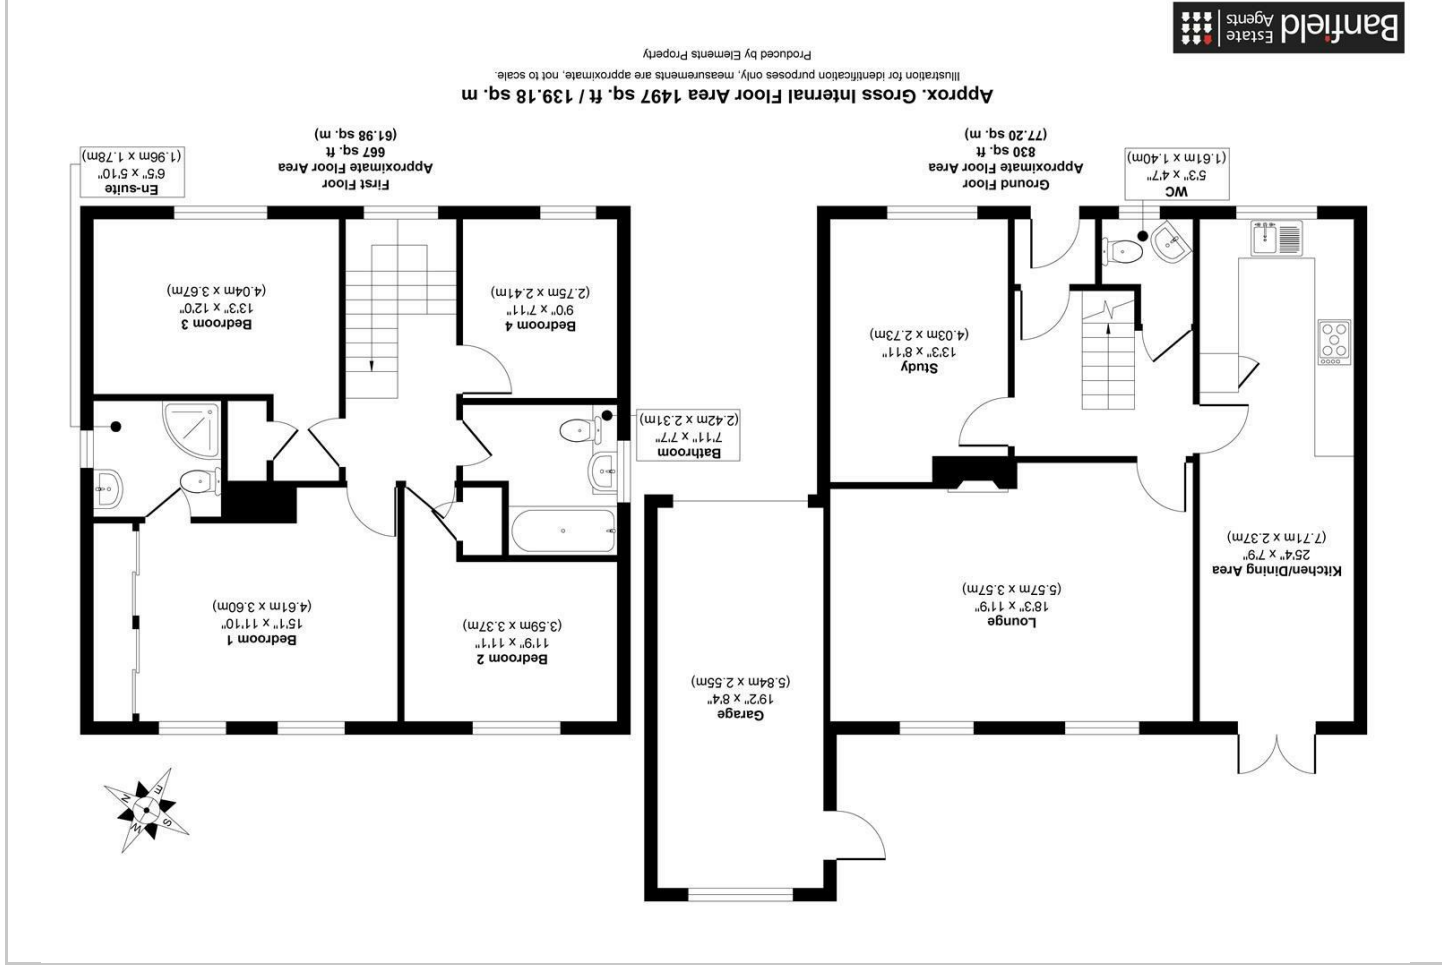 Kitchen/Dining Area
25'4" x 7'9"
(7.71m x 2.37m)
Lounge
18'3" x 11'9"
(5.57m x 3.57m)
Study
13'3" x 8'11"
(4.03m x 2.73m)
WC
5'3" x 4'7"
(1.61m x 1.40m)
Garage
19'2" x 8'4"
(5.84m x 2.55m)
Ground Floor
Approximate Floor Area
830 sq. ft
(77.20 sq. m)
S
W
E
N
Bedroom 2
11'9" x 11'1"
(3.59m x 3.37m)
Bedroom 1
15'1" x 11'10"
(4.61m x 3.60m)
Bathroom
7'11" x 7'7"
(2.42m x 2.31m)
Bedroom 4
9'0" x 7'11"
(2.75m x 2.41m)
Bedroom 3
13'3" x 12'0"
(4.04m x 3.67m)
En-suite
6'5" x 5'10"
(1.96m x 1.78m)
First Floor
Approximate Floor Area
667 sq. ft
(61.98 sq. m)
Approx. Gross Internal Floor Area 1497 sq. ft / 139.18 sq. m
Illustration for identification purposes only, measurements are approximate, not to scale.
Produced by Elements Property
Banfield
Estate
Agents